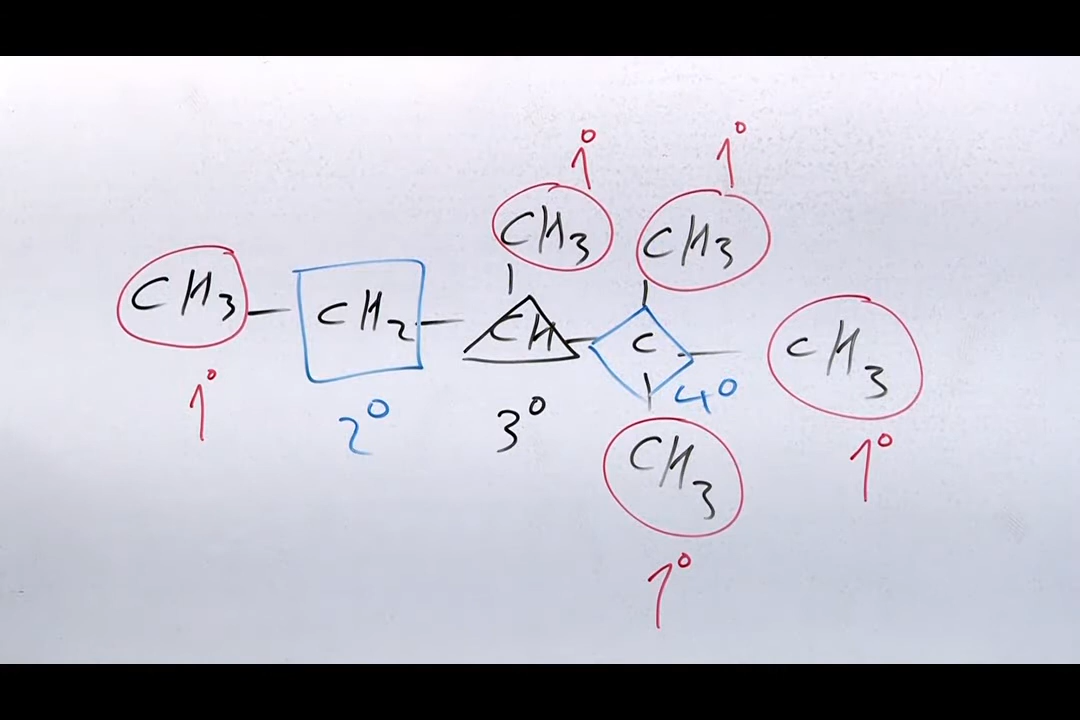 1° 1°
CH3 CH3
CH3 - CH2 - CH - C - CH3
1° 2° 3° 4° 1°
CH3
1°